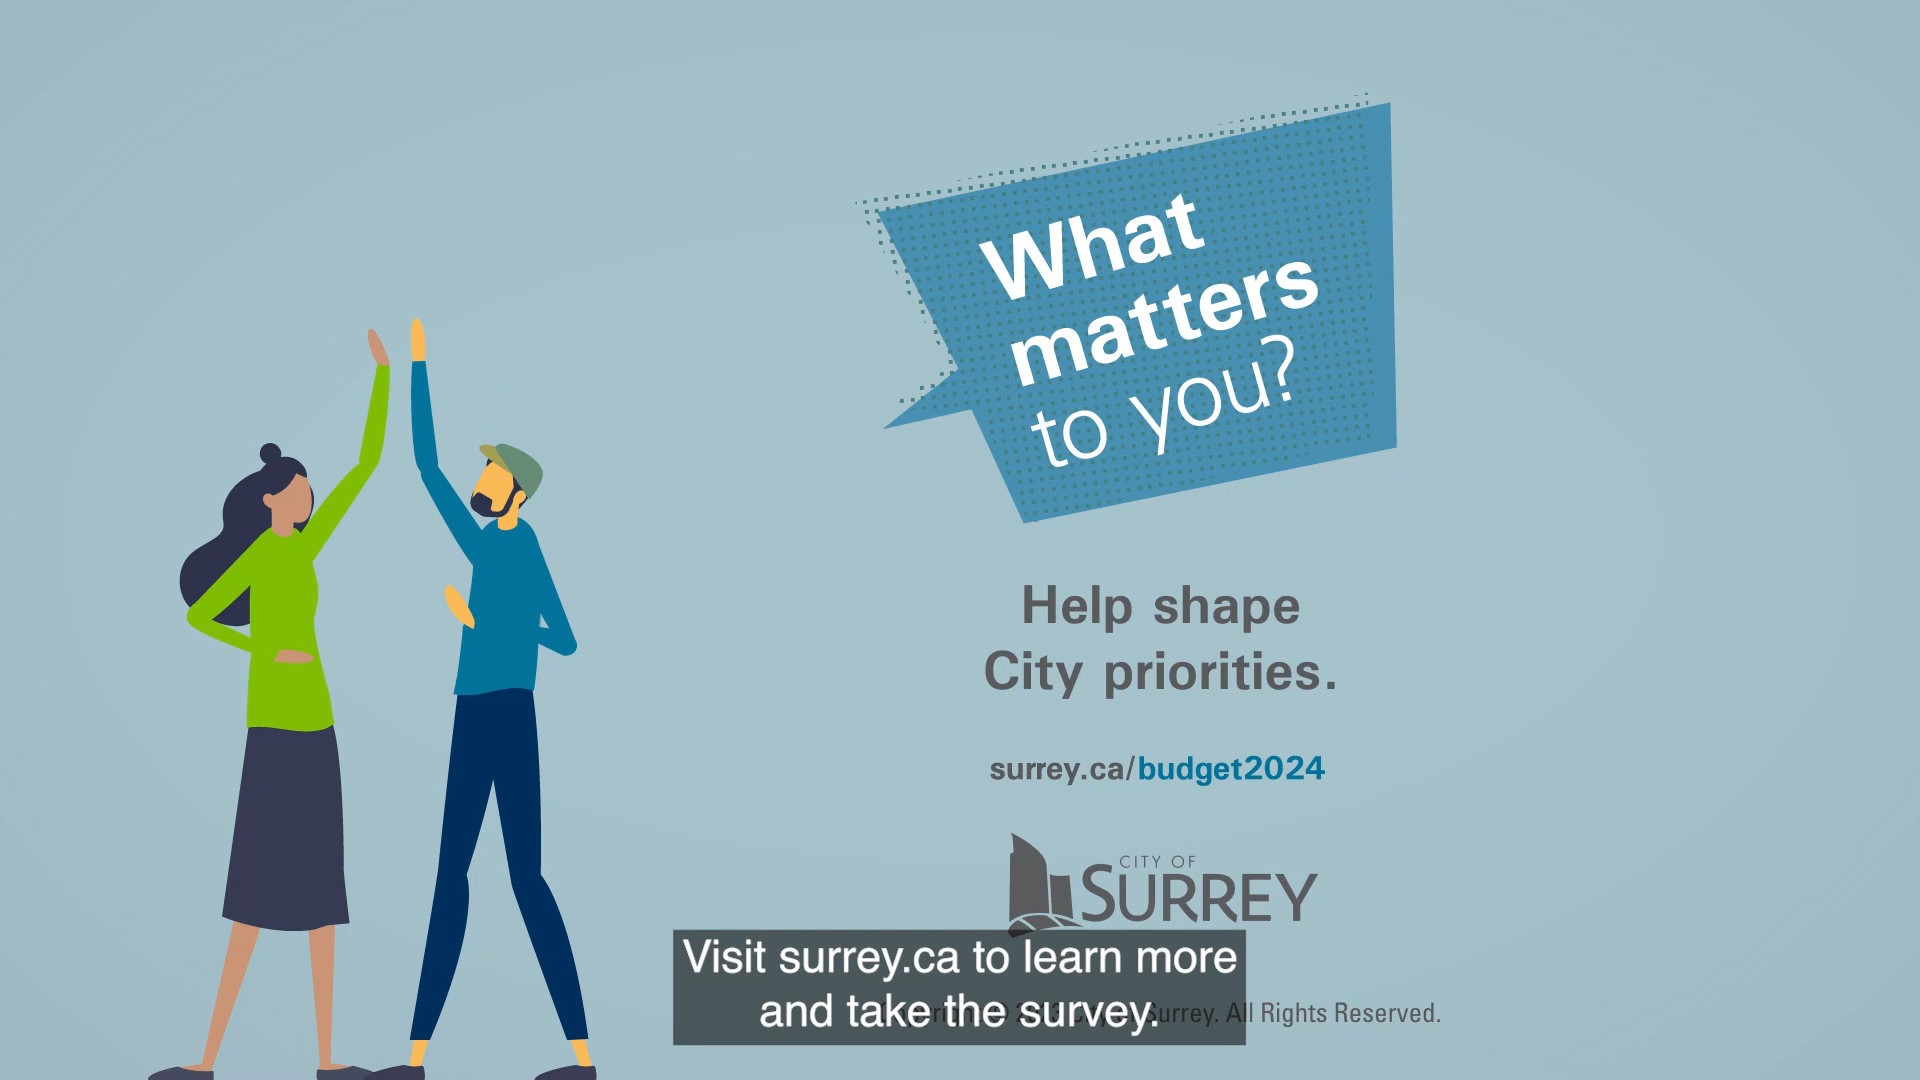 What
matters
to you?
Help shape
City priorities.
surrey.ca/budget2024
CITY OF
SURREY
Visit surrey.ca to learn more
and take the survey.
Surrey. All Rights Reserved.